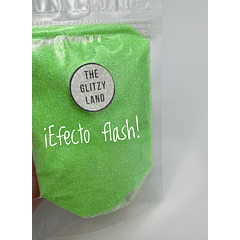 THE
GLITZY
LAND
¡Efecto flash!